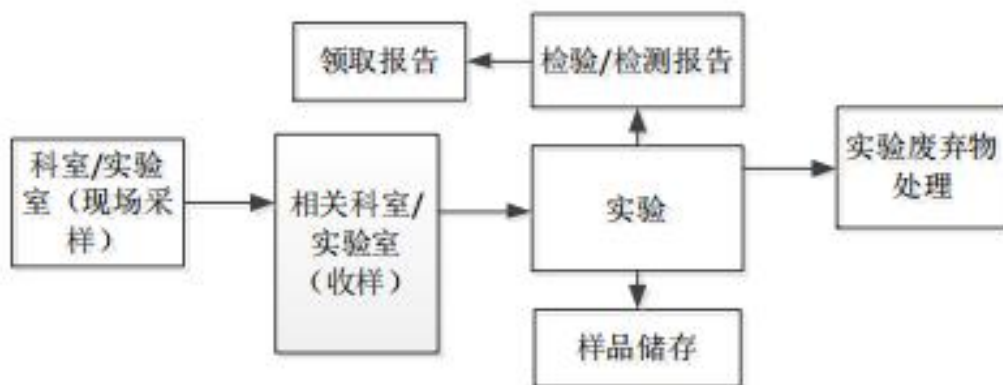 领取报告
检验/检测报告
科室/实验
室（现场采
样）
相关科室/
实验室
（收样）
实验
实验废弃物
处理
样品储存